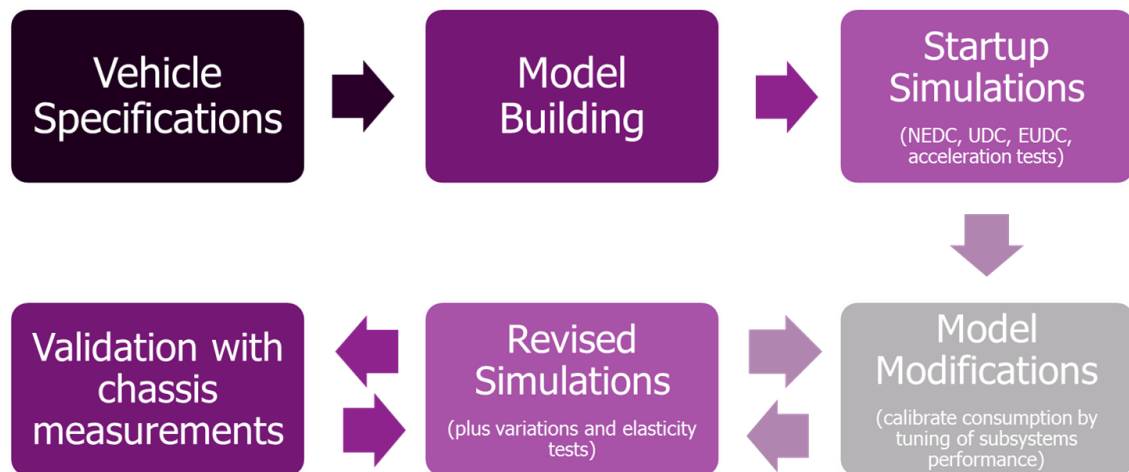 Vehicle
Specifications
Model
Building
Startup
Simulations
(NEDC, UDC, EUDC,
acceleration tests)
Validation with
chassis
measurements
Revised
Simulations
(plus variations and elasticity
tests)
Model
Modifications
(calibrate consumption by
tuning of subsystems
performance)